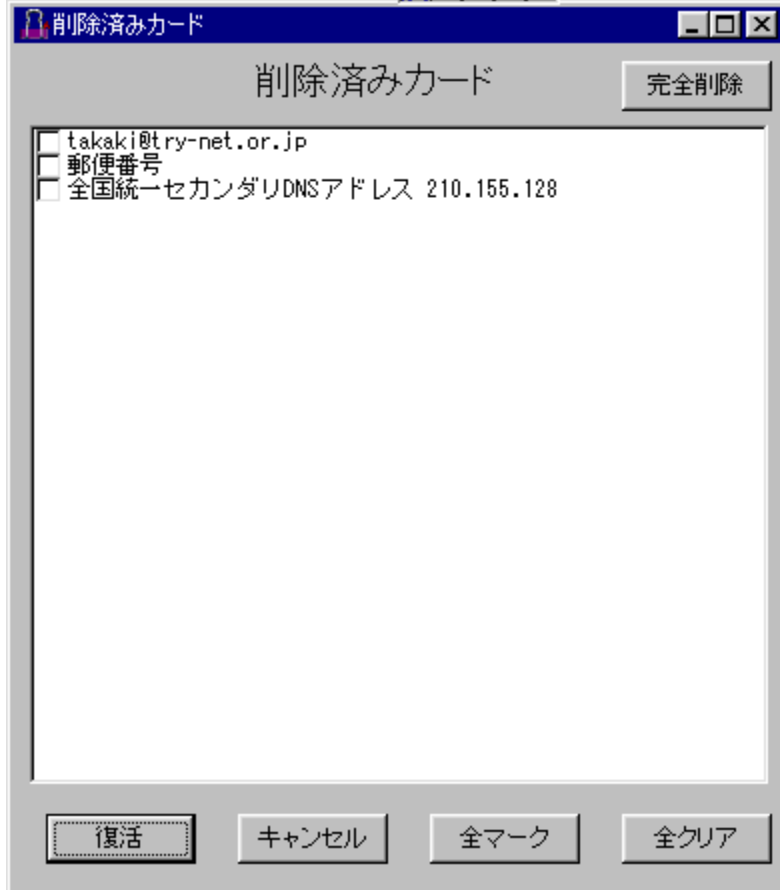 削除済みカード
削除済みカード
完全削除
takaki@try-net.or.jp
郵便番号
全国統一セカンダリDNSアドレス 210.155.128
復活
キャンセル
全マーク
全クリア